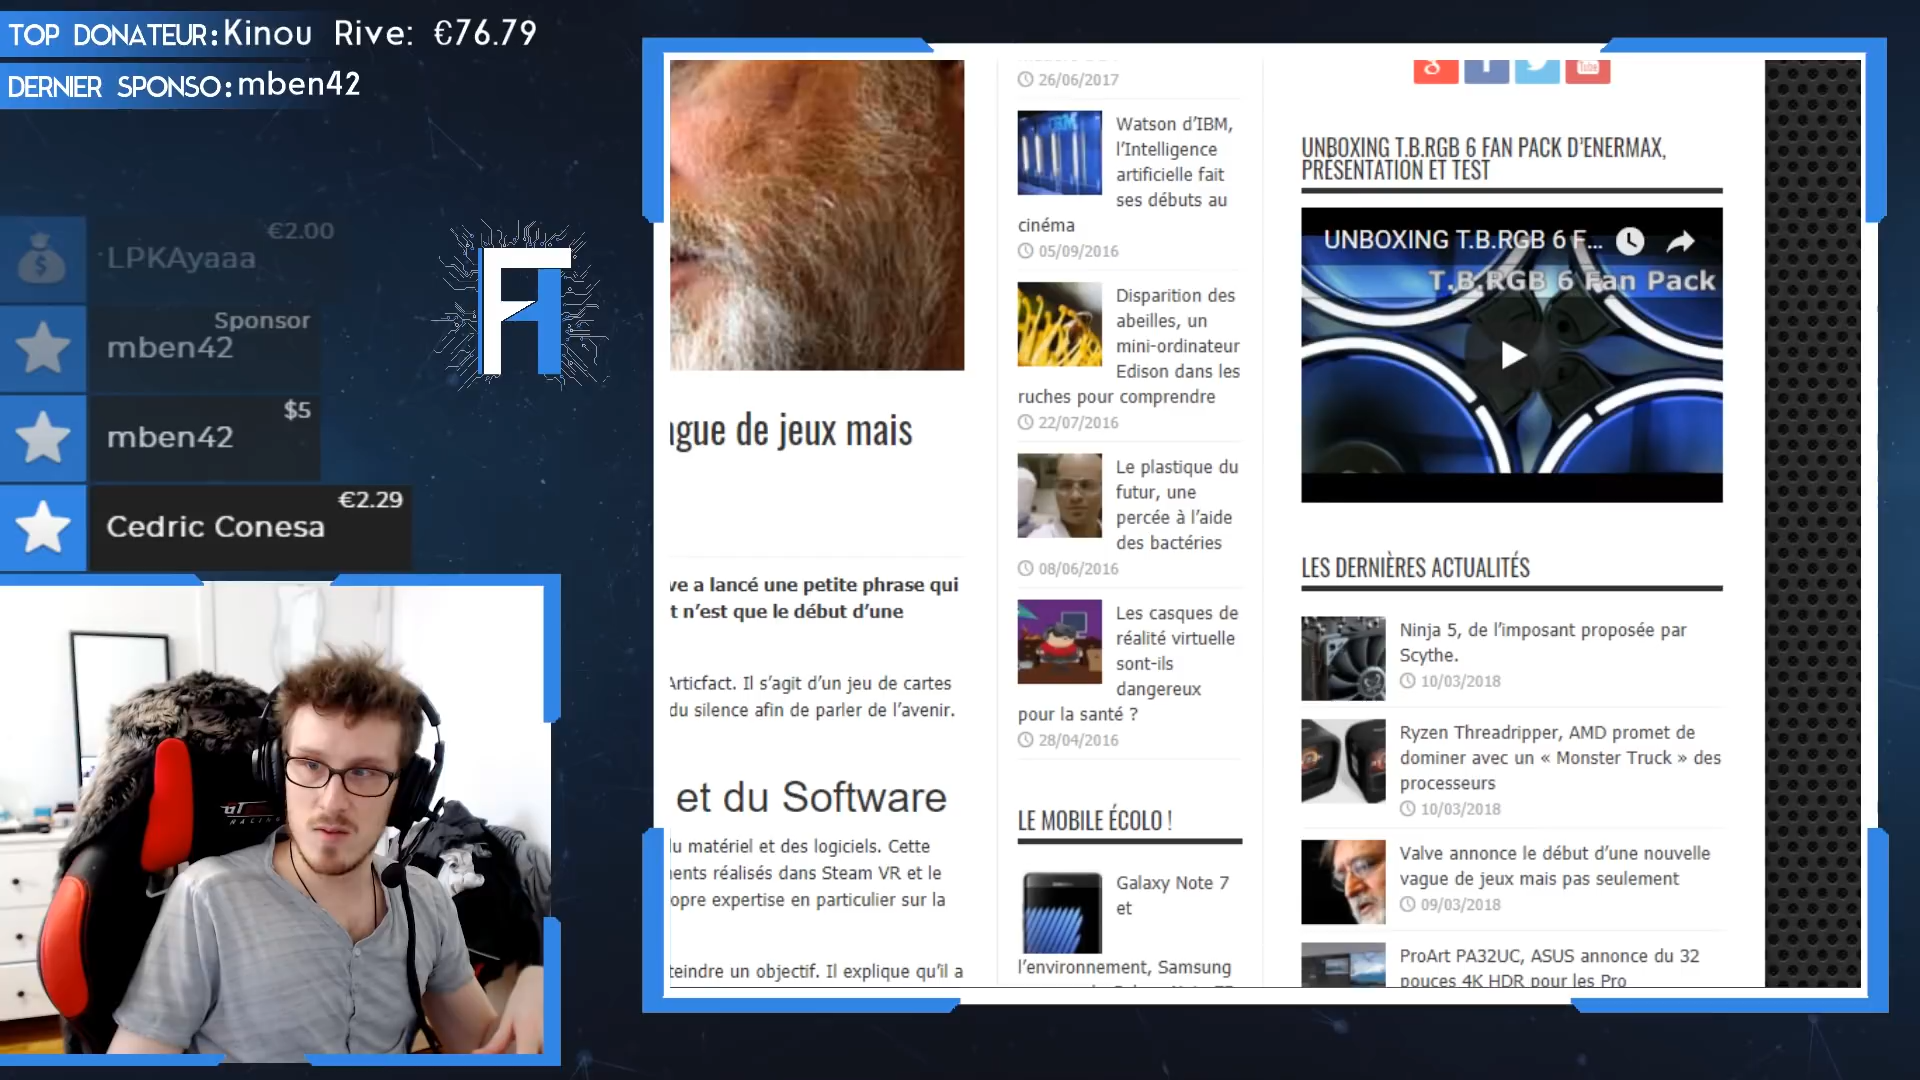 TOP DONATEUR:Kinou Rive: €76.79
DERNIER SPONSO:mben42
€2.00
LPKAyaaa
Sponsor
mben42
$5
mben42
€2.29
Cedric Conesa
GT
RACING
ague de jeux mais
ve a lancé une petite phrase qui
t n'est que le début d'une
Articfact. Il s'agit d'un jeu de cartes
du silence afin de parler de l'avenir.
et du Software
du matériel et des logiciels. Cette
ments réalisés dans Steam VR et le
opre expertise en particulier sur la
teindre un objectif. Il explique qu'il a
26/06/2017
IBM
Watson d'IBM,
l'Intelligence
artificielle fait
ses débuts au
cinéma
05/09/2016
Disparition des
abeilles, un
mini-ordinateur
Edison dans les
ruches pour comprendre
22/07/2016
Le plastique du
futur, une
percée à l'aide
des bactéries
08/06/2016
Les casques de
réalité virtuelle
sont-ils
dangereux
pour la santé ?
28/04/2016
LE MOBILE ÉCOLO !
Galaxy Note 7
et
l'environnement, Samsung
Tube
UNBOXING T.B.RGB 6 FAN PACK D'ENERMAX,
PRESENTATION ET TEST
UNBOXING T.B.RGB 6 F...
T.B.RGB 6 Fan Pack
LES DERNIÈRES ACTUALITÉS
Ninja 5, de l'imposant proposée par
Scythe.
10/03/2018
Ryzen Threadripper, AMD promet de
dominer avec un « Monster Truck » des
processeurs
10/03/2018
Valve annonce le début d'une nouvelle
vague de jeux mais pas seulement
09/03/2018
ProArt PA32UC, ASUS annonce du 32
pouces 4K HDR pour les Pro